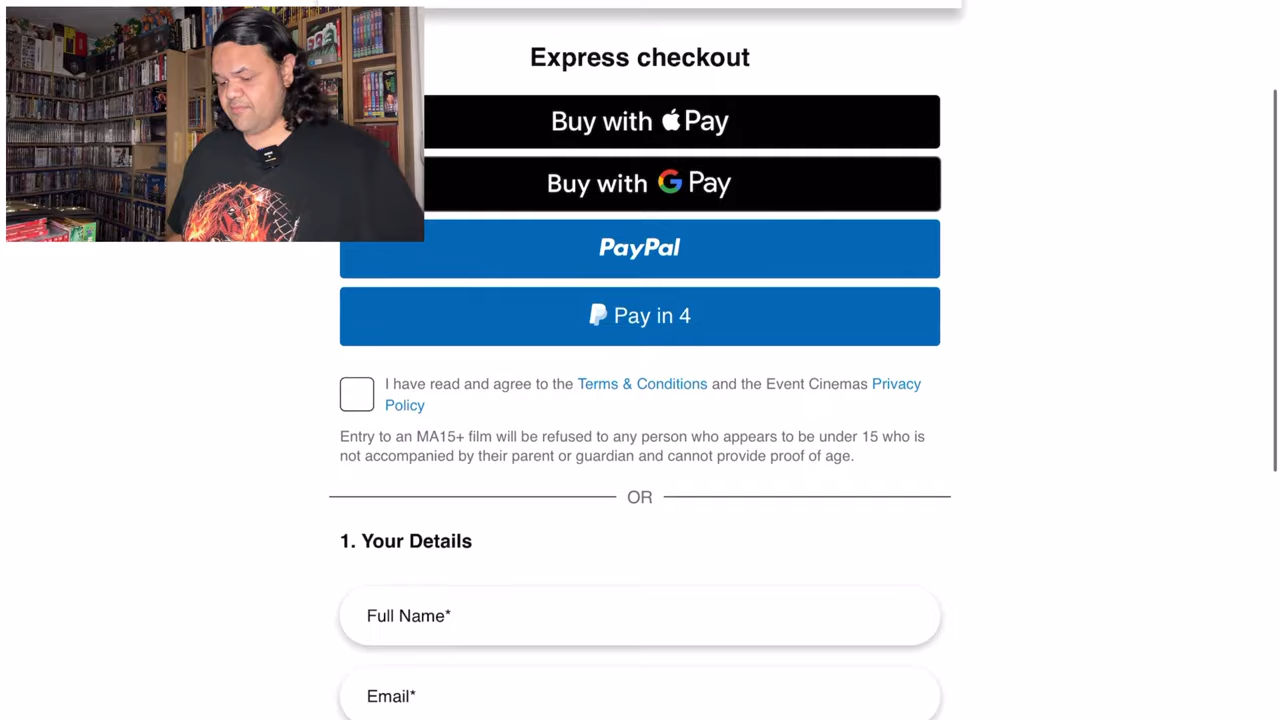 Express checkout
Buy with Pay
Buy with G Pay
PayPal
P Pay in 4
I have read and agree to the Terms & Conditions and the Event Cinemas Privacy
Policy
Entry to an MA15+ film will be refused to any person who appears to be under 15 who is
not accompanied by their parent or guardian and cannot provide proof of age.
OR
1. Your Details
Full Name*
Email*